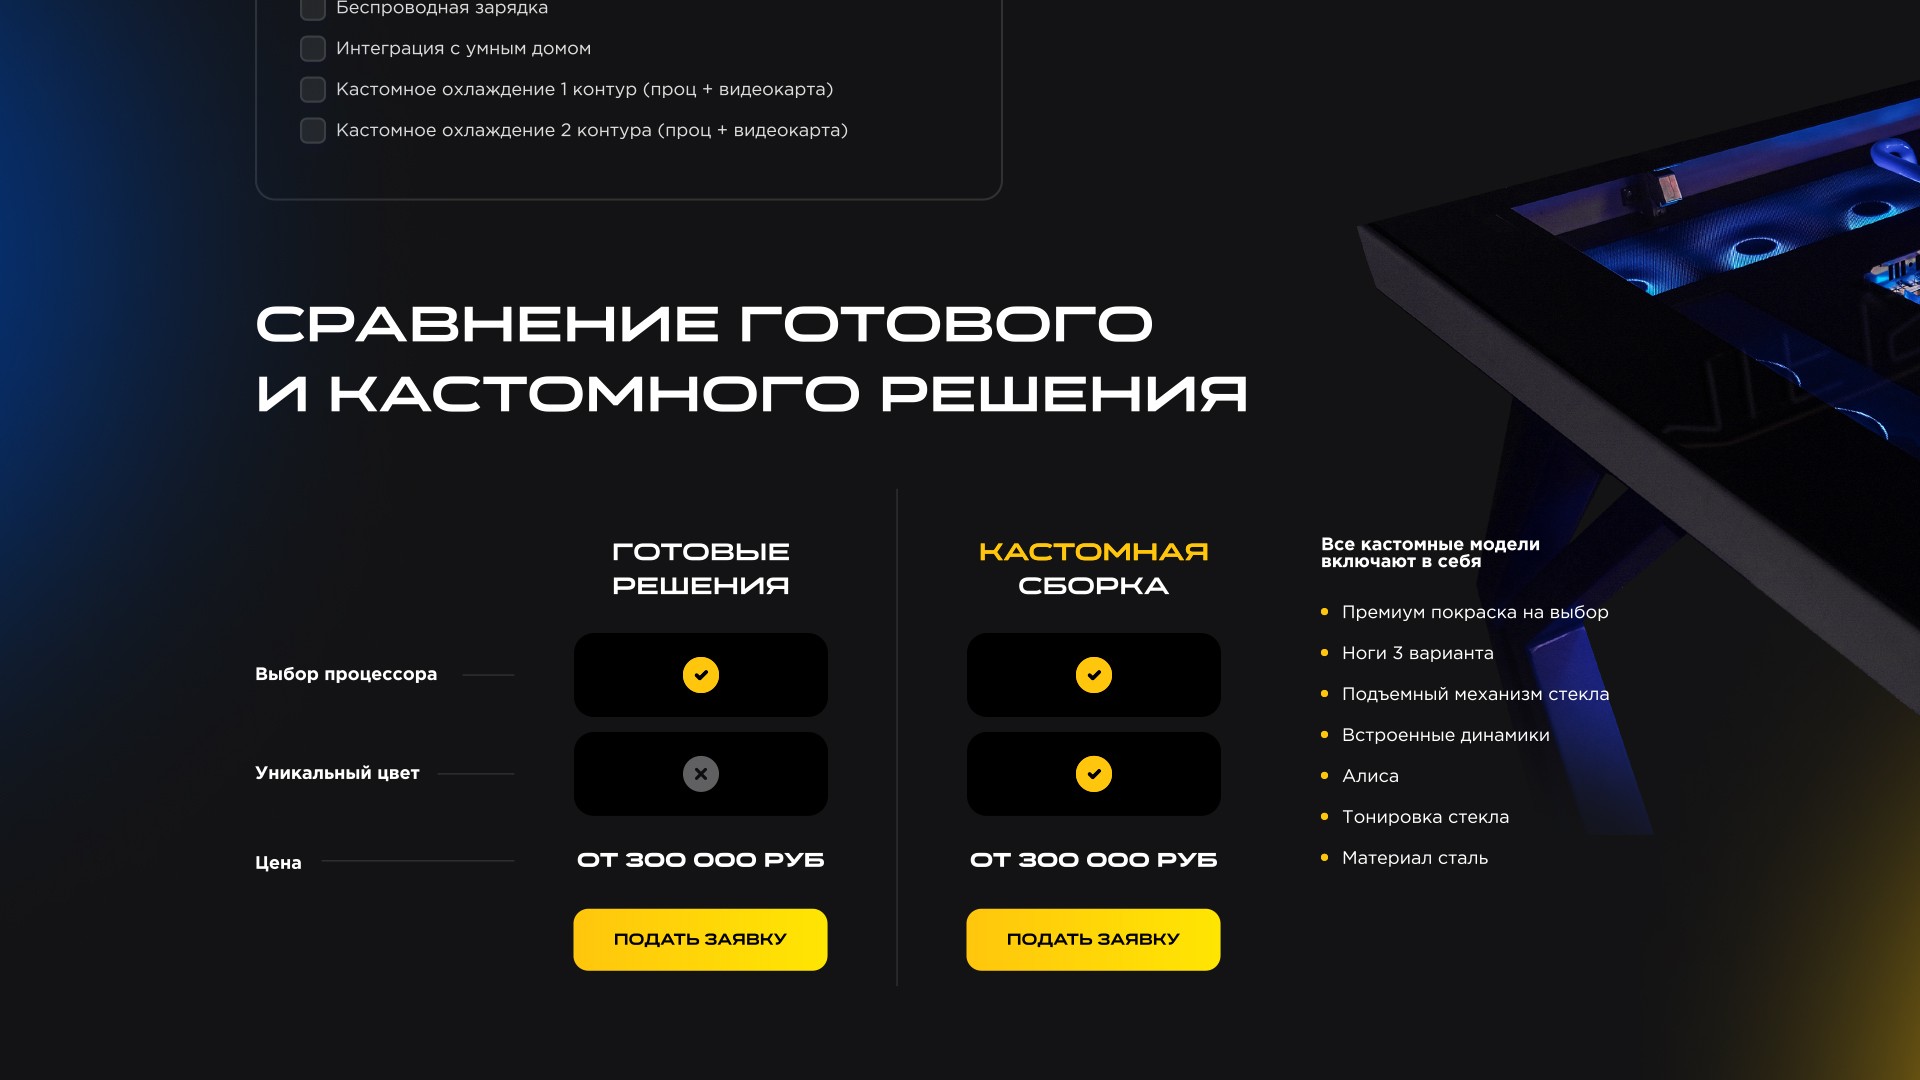 Беспроводная зарядка
Интеграция с умным домом
Кастомное охлаждение 1 контур (проц + видеокарта)
Кастомное охлаждение 2 контура (проц + видеокарта)
СРАВНЕНИЕ ГОТОВОГО
И КАСТОМНОГО РЕШЕНИЯ
ГОТОВЫЕ
РЕШЕНИЯ
КАСТОМНАЯ
СБОРКА
Выбор процессора
Уникальный цвет
Цена
ОТ 300 000 РУБ
ОТ 300 000 РУБ
ПОДАТЬ ЗАЯВКУ
ПОДАТЬ ЗАЯВКУ
Все кастомные модели
включают в себя
Премиум покраска на выбор
Ноги 3 варианта
Подъемный механизм стекла
Встроенные динамики
Алиса
Тонировка стекла
Материал сталь